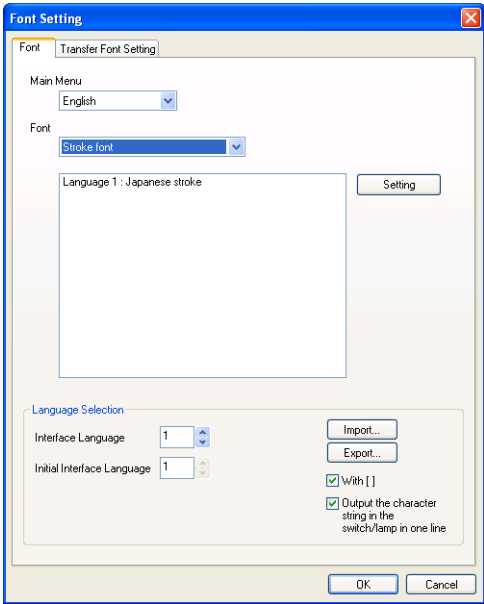 Font Setting
Font
Transfer Font Setting
Main Menu
English
Font
Stroke font
Language 1 : Japanese stroke
Setting
Language Selection
Interface Language
1
Initial Interface Language
1
Import...
Export...
With [ ]
Output the character
string in the
switch/lamp in one line
OK
Cancel